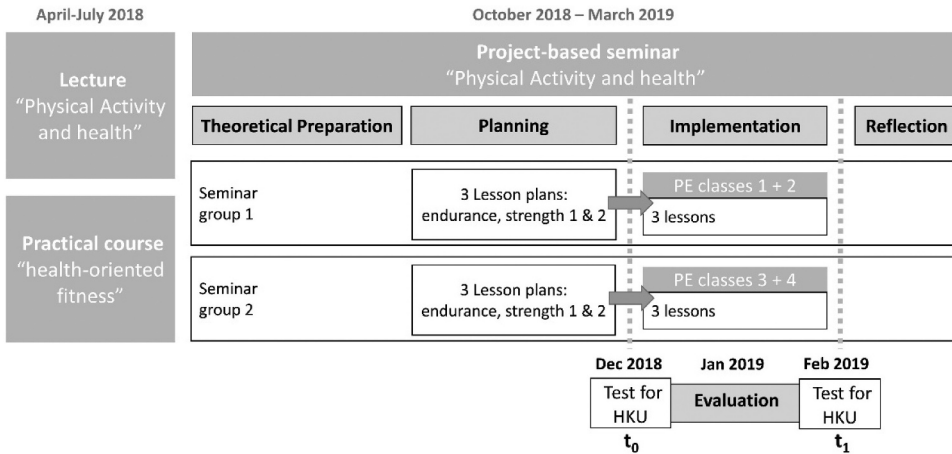 April-July 2018
October 2018 – March 2019
Lecture
“Physical Activity
and health”
Practical course
“health-oriented
fitness”
Project-based seminar
“Physical Activity and health”
Theoretical Preparation
Planning
Implementation
Reflection
Seminar
group 1
3 Lesson plans:
endurance, strength 1 & 2
PE classes 1 + 2
3 lessons
Seminar
group 2
3 Lesson plans:
endurance, strength 1 & 2
PE classes 3 + 4
3 lessons
Dec 2018
Jan 2019
Feb 2019
Test for
HKU
Evaluation
Test for
HKU
t0
t1